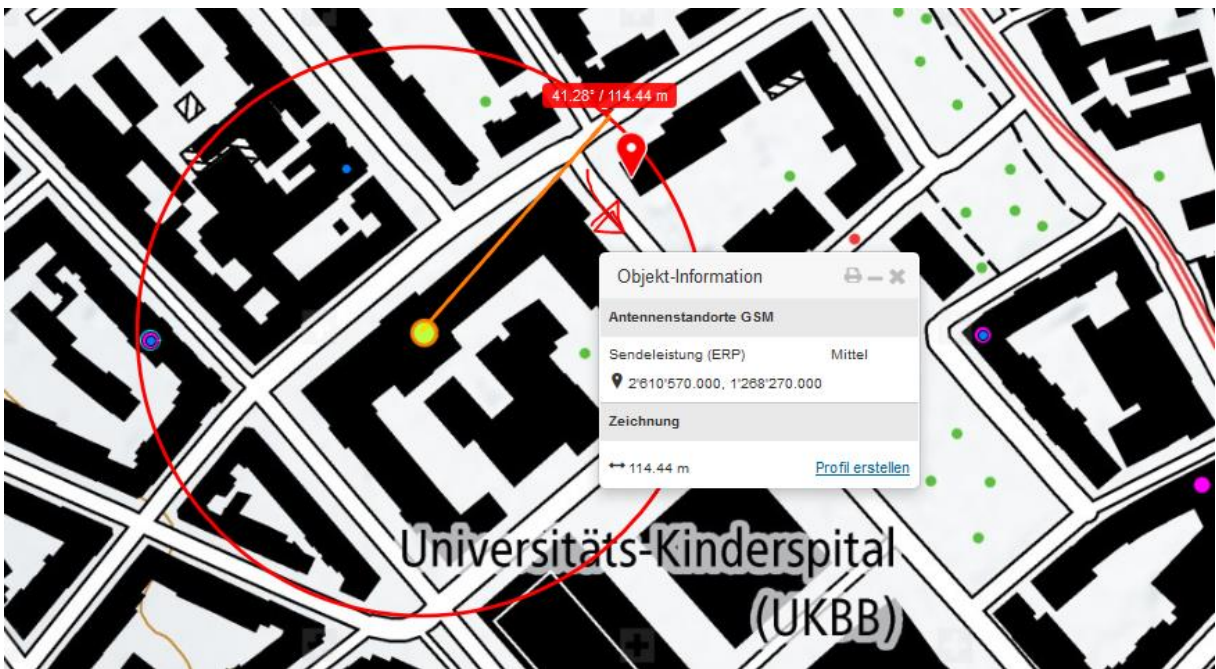 41.28° / 114.44 m
Objekt-Information
Antennenstandorte GSM
Sendeleistung (ERP) Mittel
2'610'570.000, 1'268'270.000
Zeichnung
114.44 m Profil erstellen
Universitäts-Kinderspital
(UKBB)